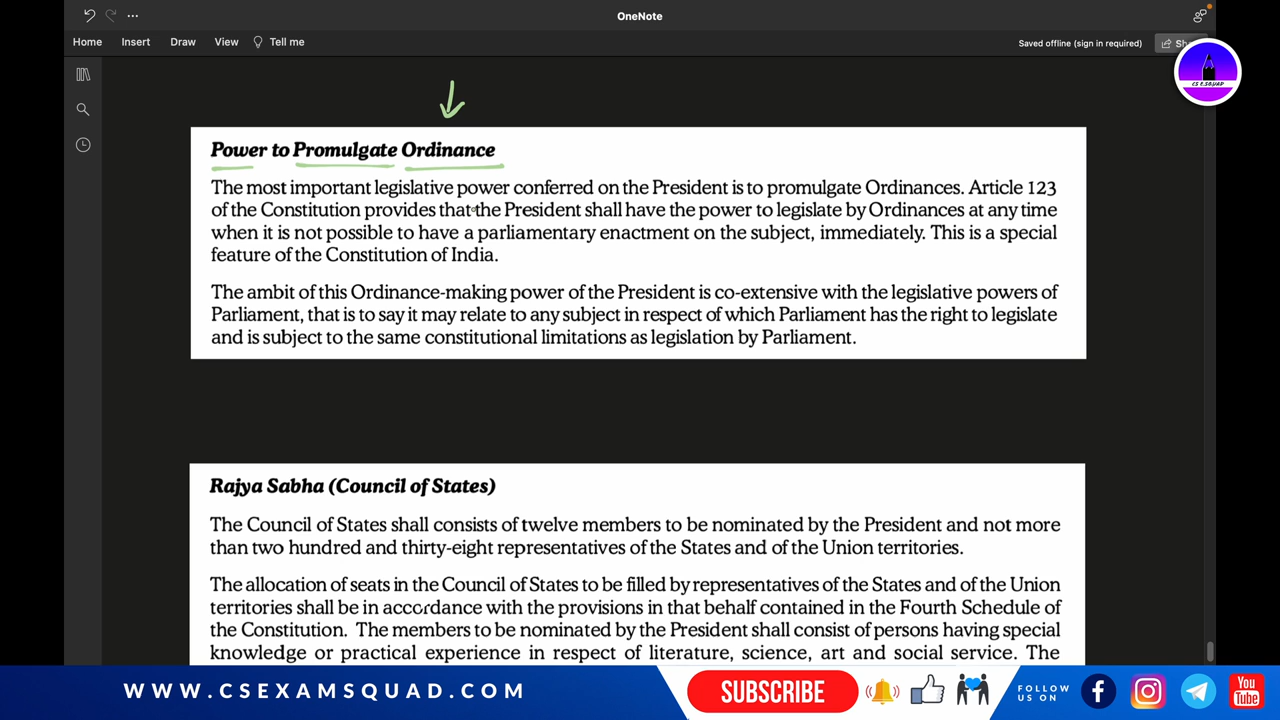 OneNote
Home Insert Draw View Tell me
Saved offline (sign in required)
CS E.SQUAD
Power to Promulgate Ordinance
The most important legislative power conferred on the President is to promulgate Ordinances. Article 123
of the Constitution provides that the President shall have the power to legislate by Ordinances at any time
when it is not possible to have a parliamentary enactment on the subject, immediately. This is a special
feature of the Constitution of India.
The ambit of this Ordinance-making power of the President is co-extensive with the legislative powers of
Parliament, that is to say it may relate to any subject in respect of which Parliament has the right to legislate
and is subject to the same constitutional limitations as legislation by Parliament.
Rajya Sabha (Council of States)
The Council of States shall consists of twelve members to be nominated by the President and not more
than two hundred and thirty-eight representatives of the States and of the Union territories.
The allocation of seats in the Council of States to be filled by representatives of the States and of the Union
territories shall be in accordance with the provisions in that behalf contained in the Fourth Schedule of
the Constitution. The members to be nominated by the President shall consist of persons having special
knowledge or practical experience in respect of literature, science, art and social service. The
WWW.CSEXAMSQUAD.COM
SUBSCRIBE
FOLLOW
US ON
You
Tube